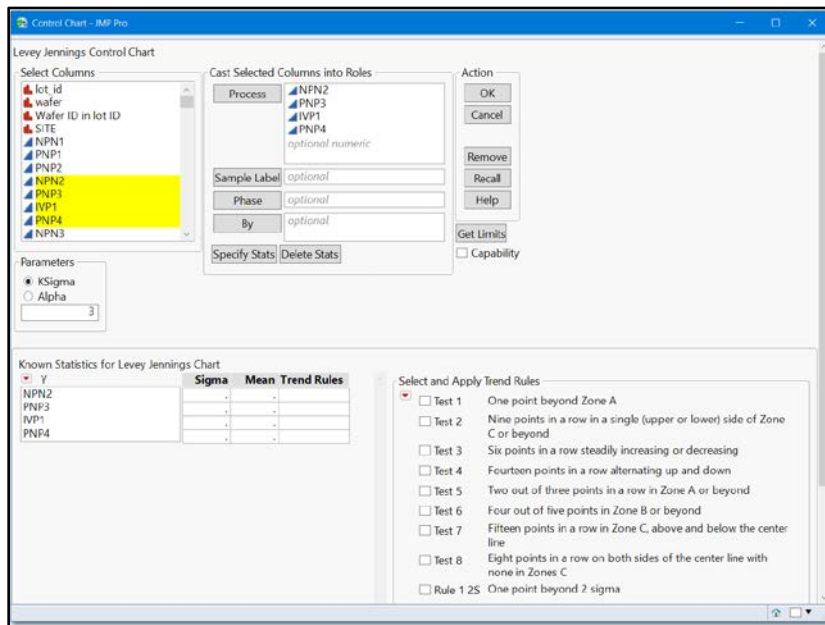 Control Chart - JMP Pro
Levey Jennings Control Chart
Select Columns
lot_id
wafer
Wafer ID in lot ID
SITE
NPN1
PNP1
PNP2
NPN2
PNP3
IVP1
PNP4
NPN3
Cast Selected Columns into Roles
Process
NPN2
PNP3
IVP1
PNP4
optional numeric
Sample Label optional
Phase optional
By optional
Specify Stats Delete Stats
Action
OK
Cancel
Remove
Recall
Help
Get Limits
Capability
Parameters
KSigma
Alpha
3
Known Statistics for Levey Jennings Chart
Y Sigma Mean Trend Rules
NPN2 . .
PNP3 . .
IVP1 . .
PNP4 . .
Select and Apply Trend Rules
Test 1 One point beyond Zone A
Test 2 Nine points in a row in a single (upper or lower) side of Zone
C or beyond
Test 3 Six points in a row steadily increasing or decreasing
Test 4 Fourteen points in a row alternating up and down
Test 5 Two out of three points in a row in Zone A or beyond
Test 6 Four out of five points in Zone B or beyond
Test 7 Fifteen points in a row in Zone C, above and below the center
line
Test 8 Eight points in a row on both sides of the center line with
none in Zones C
Rule 1 2S One point beyond 2 sigma